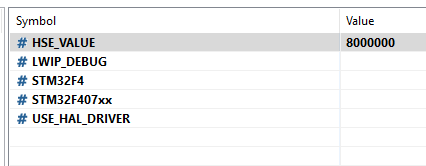 Symbol Value
# HSE_VALUE 8000000
# LWIP_DEBUG
# STM32F4
# STM32F407xx
# USE_HAL_DRIVER